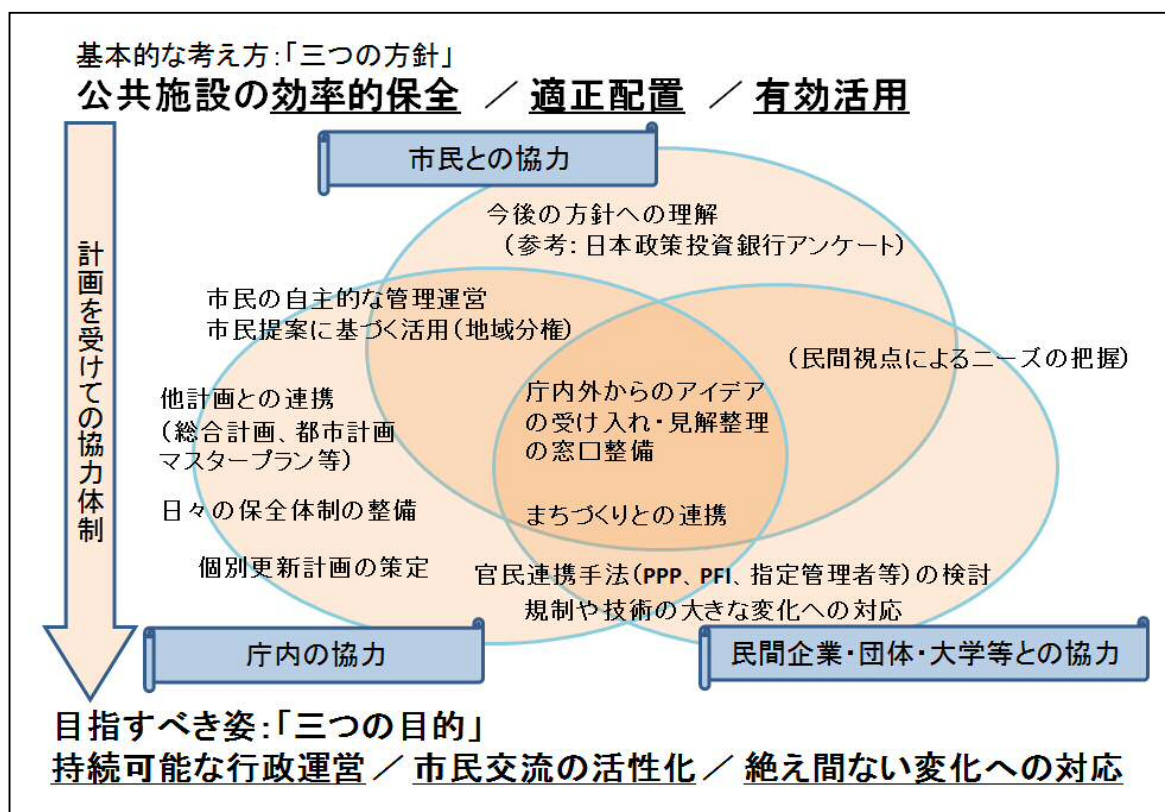 基本的な考え方:「三つの方針」
公共施設の効率的保全 ／適正配置 ／有効活用
計画を受けての協力体制
市民との協力
今後の方針への理解
(参考:日本政策投資銀行アンケート)
市民の自主的な管理運営
市民提案に基づく活用(地域分権)
(民間視点によるニーズの把握)
他計画との連携
(総合計画、都市計画
マスタープラン等)
庁内外からのアイデア
の受け入れ・見解整理
の窓口整備
日々の保全体制の整備
まちづくりとの連携
個別更新計画の策定
官民連携手法(PPP、PFI、指定管理者等)の検討
規制や技術の大きな変化への対応
庁内の協力
民間企業・団体・大学等との協力
目指すべき姿:「三つの目的」
持続可能な行政運営／市民交流の活性化／絶え間ない変化への対応